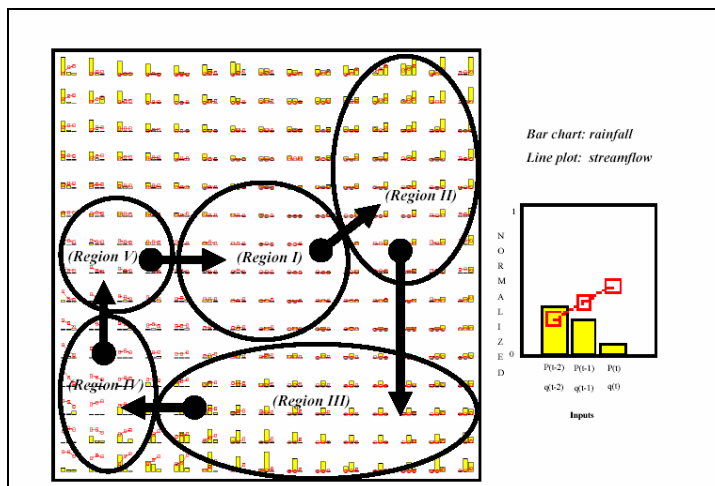 Bar chart: rainfall
Line plot: streamflow
(Region II)
(Region V)
(Region I)
(Region IV)
(Region III)
1
NORMALIZED
0
P(t-2) P(t-1) P(t)
q(t-2) q(t-1) q(t)
Inputs